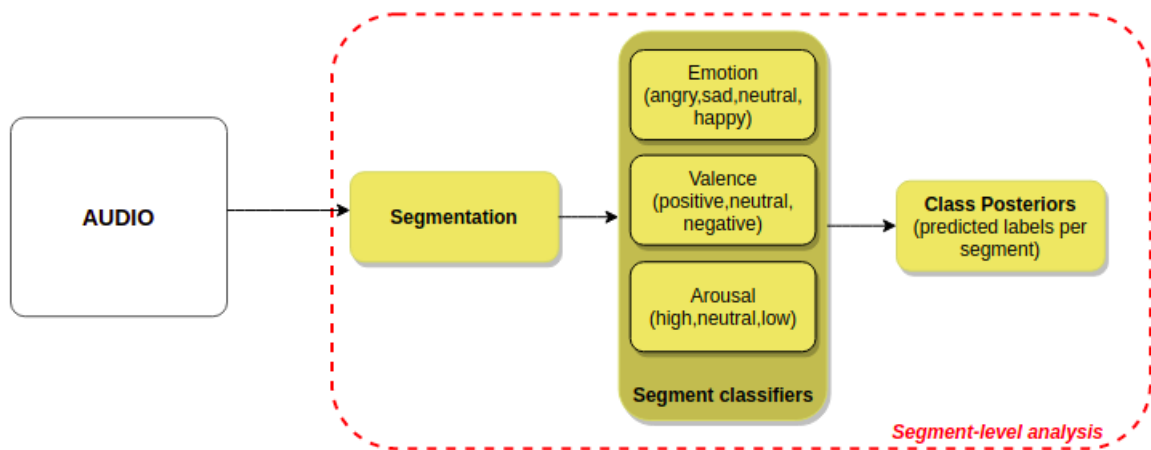 AUDIO
Segmentation
Emotion
(angry,sad,neutral,
happy)
Valence
(positive,neutral,
negative)
Arousal
(high,neutral,low)
Segment classifiers
Class Posteriors
(predicted labels per
segment)
Segment-level analysis